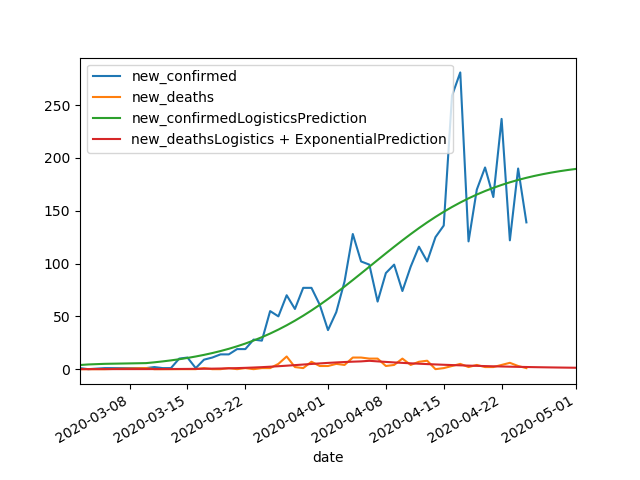 new_confirmed
new_deaths
new_confirmedLogisticsPrediction
new_deathsLogistics + ExponentialPrediction
250
200
150
100
50
0
2020-03-08
2020-03-15
2020-03-22
2020-04-01
2020-04-08
2020-04-15
2020-04-22
2020-05-01
date